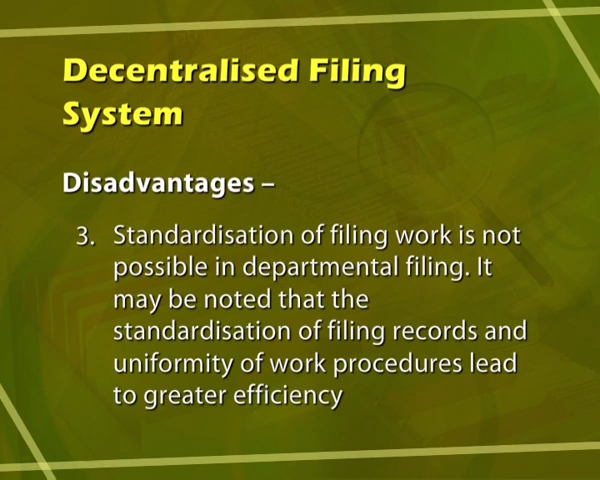 Decentralised Filing
System
Disadvantages –
3. Standardisation of filing work is not
possible in departmental filing. It
may be noted that the
standardisation of filing records and
uniformity of work procedures lead
to greater efficiency